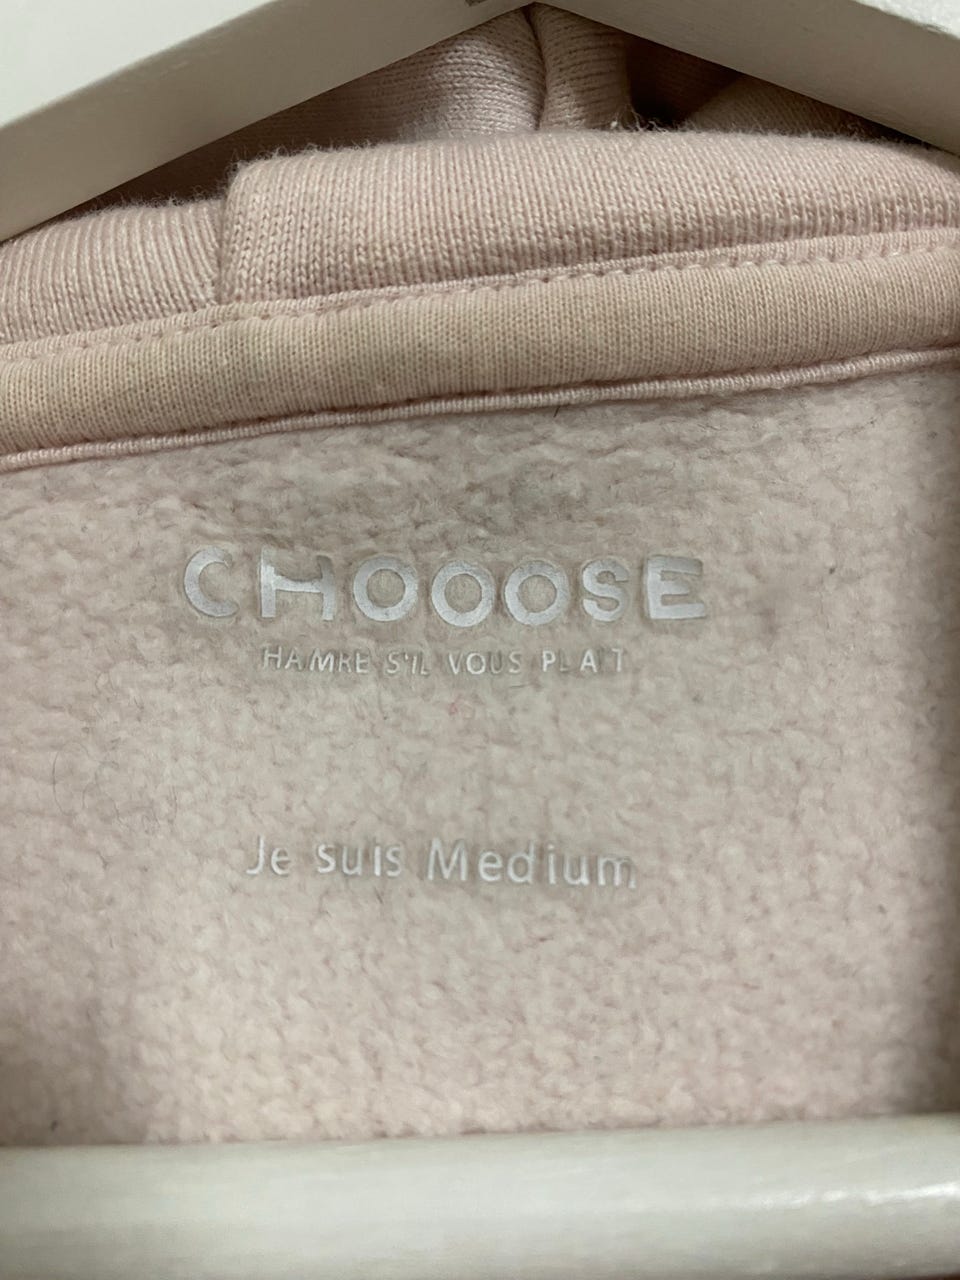 CHOOOSE
HAMRE S'IL VOUS PLAIT
Je suis Medium